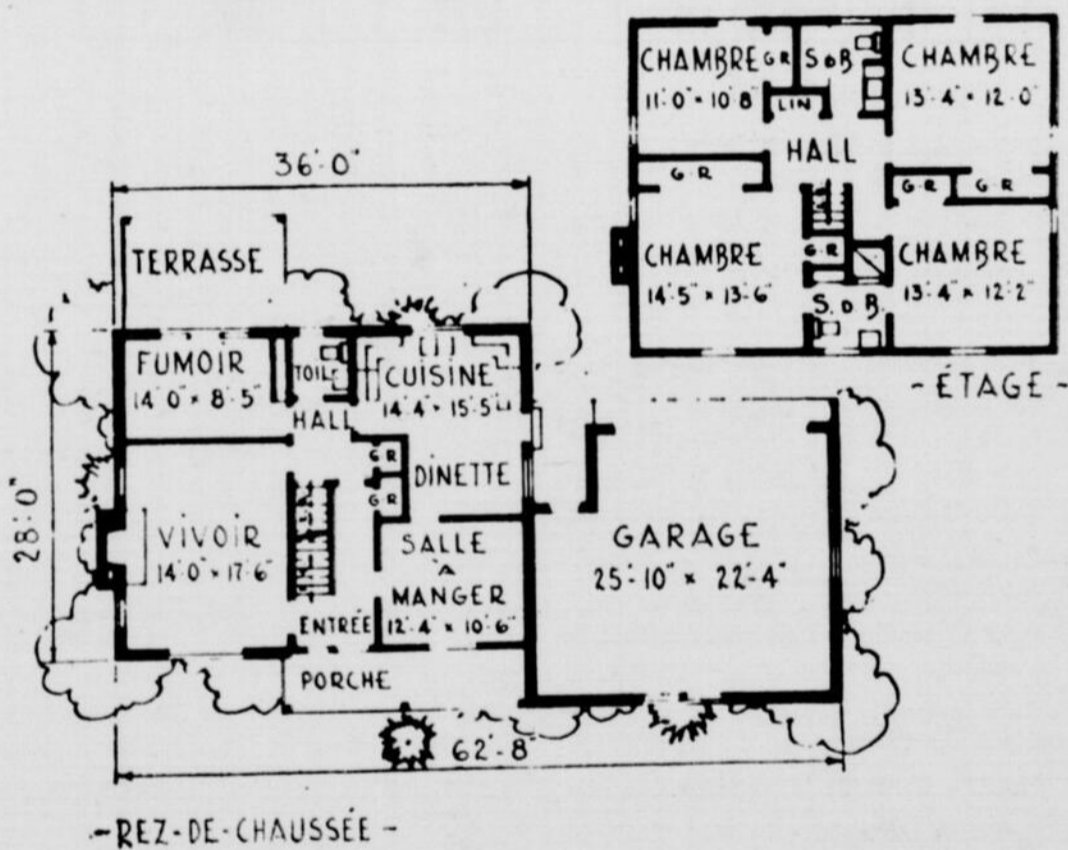 CHAMBRE
11'-0" × 10'8"
G R
S D B
LIN
CHAMBRE
13'-4" × 12'-0"
HALL
G-R
G-R
G-R
CHAMBRE
14'-5" × 13'-6"
G-R
S. D. B.
CHAMBRE
13'-4" × 12'-2"
- ÉTAGE -
36'-0"
TERRASSE
28'-0"
FUMOIR
14'0" × 8'-5"
TOIL
CUISINE
14'-4" × 15'-5"
HALL
G R
G-R
DINETTE
VIVOIR
14'-0" × 17'-6"
SALLE
À
MANGER
12'-4" × 10'-6"
ENTRÉE
PORCHE
GARAGE
25'-10" × 22'-4"
62'-8"
- REZ-DE-CHAUSSÉE -